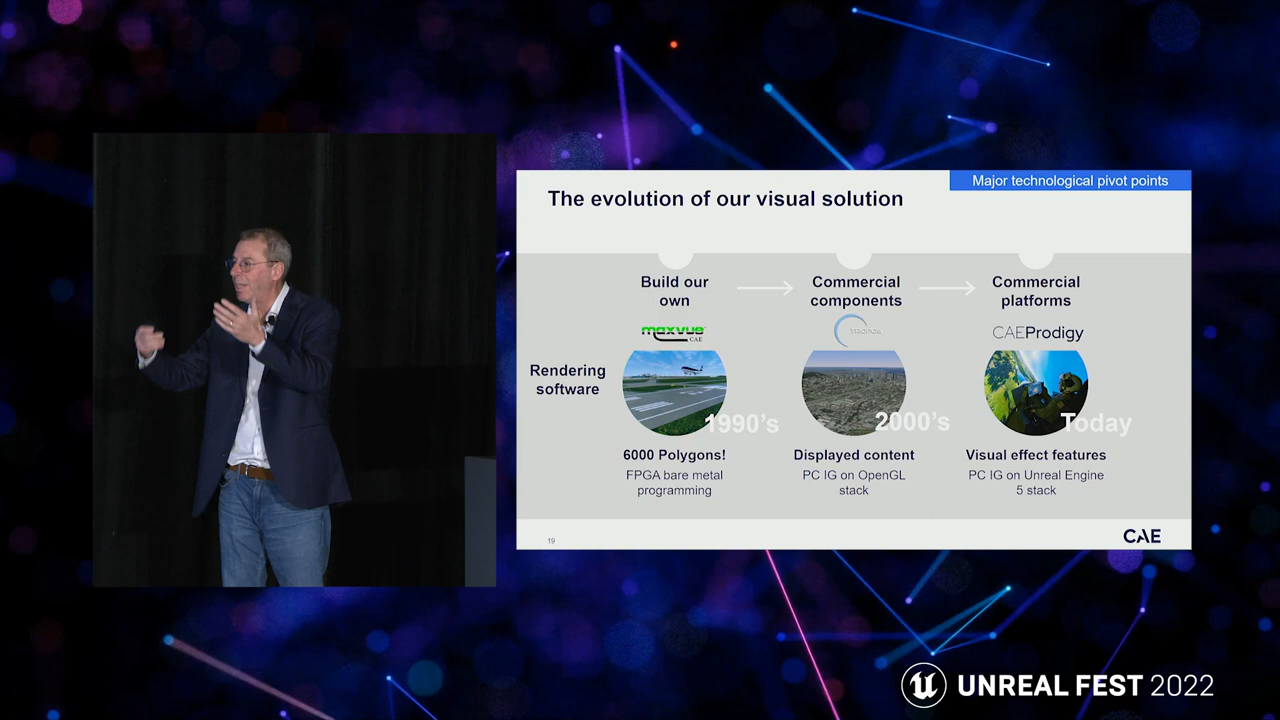 Major technological pivot points
The evolution of our visual solution
Build our
own
Commercial
components
Commercial
platforms
maxvue
CAE
TROPOS
CAEProdigy
Rendering
software
1990's
2000's
Today
6000 Polygons!
FPGA bare metal
programming
Displayed content
PC IG on OpenGL
stack
Visual effect features
PC IG on Unreal Engine
5 stack
19
CAE
UNREAL FEST 2022